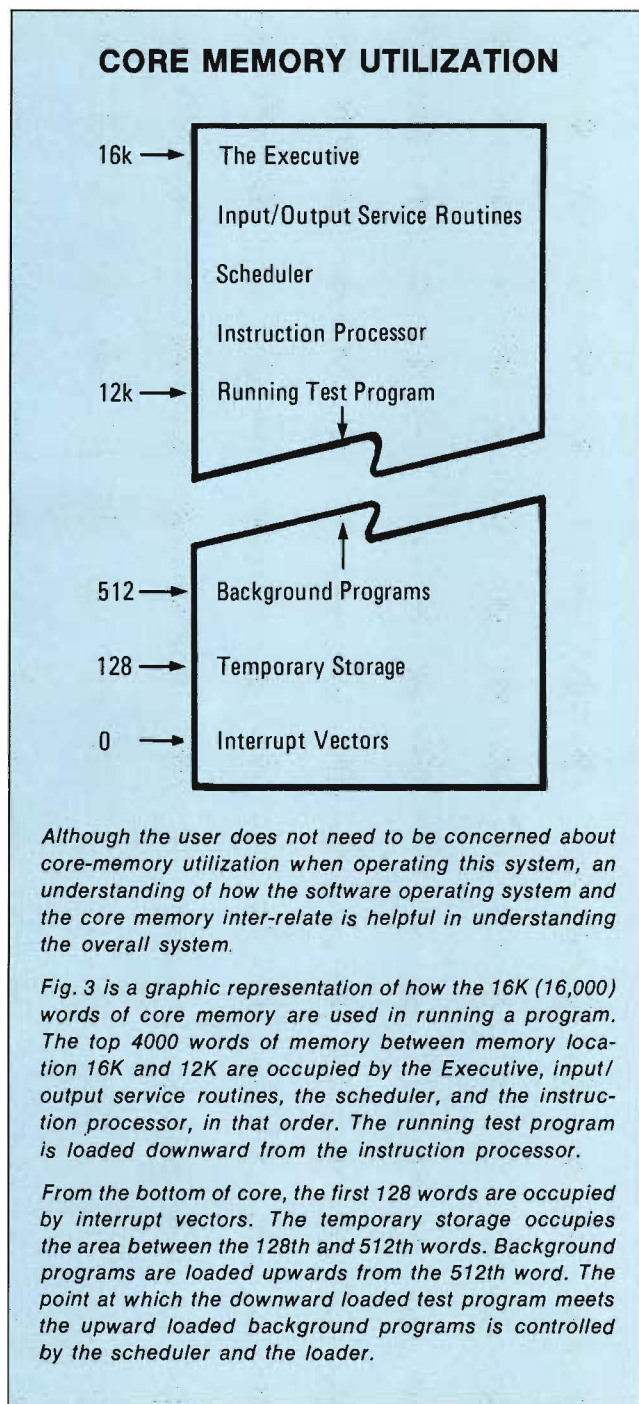 CORE MEMORY UTILIZATION
16k
The Executive
Input/Output Service Routines
Scheduler
Instruction Processor
12k
Running Test Program
512
Background Programs
128
Temporary Storage
0
Interrupt Vectors
Although the user does not need to be concerned about
core-memory utilization when operating this system, an
understanding of how the software operating system and
the core memory inter-relate is helpful in understanding
the overall system.
Fig. 3 is a graphic representation of how the 16K (16,000)
words of core memory are used in running a program.
The top 4000 words of memory between memory loca-
tion 16K and 12K are occupied by the Executive, input/
output service routines, the scheduler, and the instruc-
tion processor, in that order. The running test program
is loaded downward from the instruction processor.
From the bottom of core, the first 128 words are occupied
by interrupt vectors. The temporary storage occupies
the area between the 128th and 512th words. Background
programs are loaded upwards from the 512th word. The
point at which the downward loaded test program meets
the upward loaded background programs is controlled
by the scheduler and the loader.